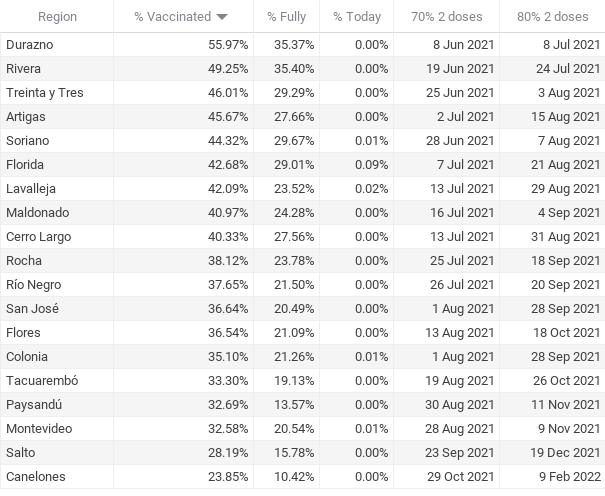 Region % Vaccinated % Fully % Today 70% 2 doses 80% 2 doses
Durazno 55.97% 35.37% 0.00% 8 Jun 2021 8 Jul 2021
Rivera 49.25% 35.40% 0.00% 19 Jun 2021 24 Jul 2021
Treinta y Tres 46.01% 29.29% 0.00% 25 Jun 2021 3 Aug 2021
Artigas 45.67% 27.66% 0.00% 2 Jul 2021 15 Aug 2021
Soriano 44.32% 29.67% 0.01% 28 Jun 2021 7 Aug 2021
Florida 42.68% 29.01% 0.09% 7 Jul 2021 21 Aug 2021
Lavalleja 42.09% 23.52% 0.02% 13 Jul 2021 29 Aug 2021
Maldonado 40.97% 24.28% 0.00% 16 Jul 2021 4 Sep 2021
Cerro Largo 40.33% 27.56% 0.00% 13 Jul 2021 31 Aug 2021
Rocha 38.12% 23.78% 0.00% 25 Jul 2021 18 Sep 2021
Río Negro 37.65% 21.50% 0.00% 26 Jul 2021 20 Sep 2021
San José 36.64% 20.49% 0.00% 1 Aug 2021 28 Sep 2021
Flores 36.54% 21.09% 0.00% 13 Aug 2021 18 Oct 2021
Colonia 35.10% 21.26% 0.01% 1 Aug 2021 28 Sep 2021
Tacuarembó 33.30% 19.13% 0.00% 19 Aug 2021 26 Oct 2021
Paysandú 32.69% 13.57% 0.00% 30 Aug 2021 11 Nov 2021
Montevideo 32.58% 20.54% 0.01% 28 Aug 2021 9 Nov 2021
Salto 28.19% 15.78% 0.00% 23 Sep 2021 19 Dec 2021
Canelones 23.85% 10.42% 0.00% 29 Oct 2021 9 Feb 2022